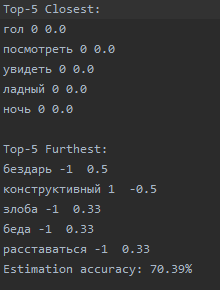 Top-5 Closest:
гол 0 0.0
посмотреть 0 0.0
увидеть 0 0.0
ладный 0 0.0
ночь 0 0.0

Top-5 Furthest:
бездарь -1  0.5
конструктивный 1  -0.5
злоба -1  0.33
беда -1  0.33
расставаться -1  0.33
Estimation accuracy: 70.39%